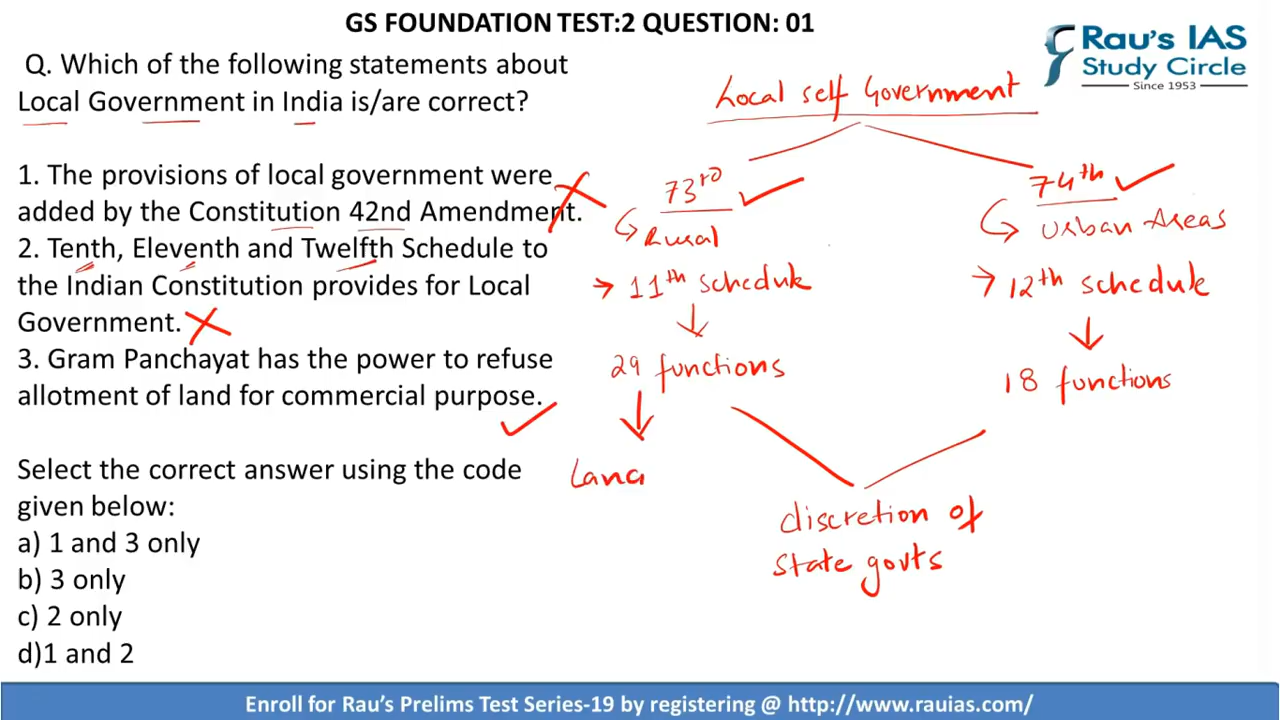 GS FOUNDATION TEST:2 QUESTION: 01
Rau's IAS
Study Circle
Since 1953
Q. Which of the following statements about
Local Government in India is/are correct?
1. The provisions of local government were
added by the Constitution 42nd Amendment.
2. Tenth, Eleventh and Twelfth Schedule to
the Indian Constitution provides for Local
Government.
3. Gram Panchayat has the power to refuse
allotment of land for commercial purpose.
Select the correct answer using the code
given below:
a) 1 and 3 only
b) 3 only
c) 2 only
d)1 and 2
Local self Government
73rd
Rural
11th schedule
29 functions
Land
74th
Urban Areas
12th schedule
18 functions
discretion of
state govts
Enroll for Rau's Prelims Test Series-19 by registering @ http://www.rauias.com/